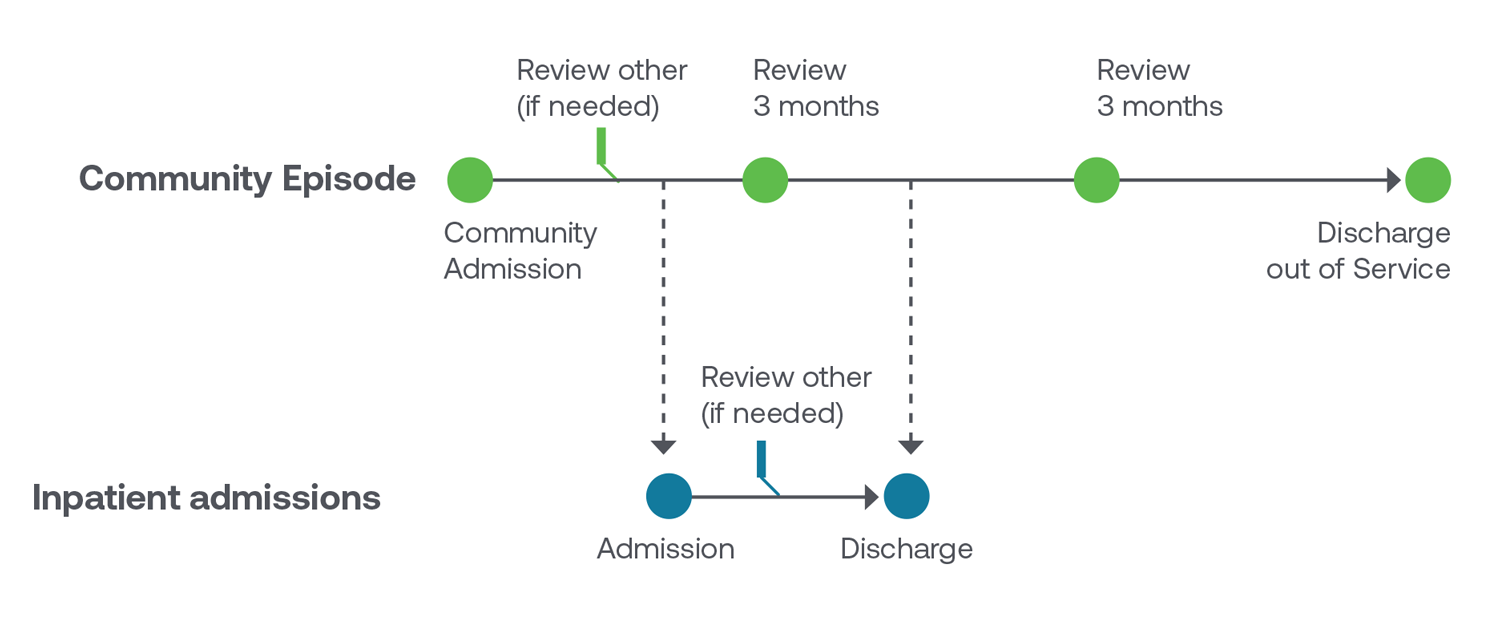 Review other
(if needed)
Review
3 months
Review
3 months
Community Episode
Community
Admission
Discharge
out of Service
Review other
(if needed)
Inpatient admissions
Admission
Discharge